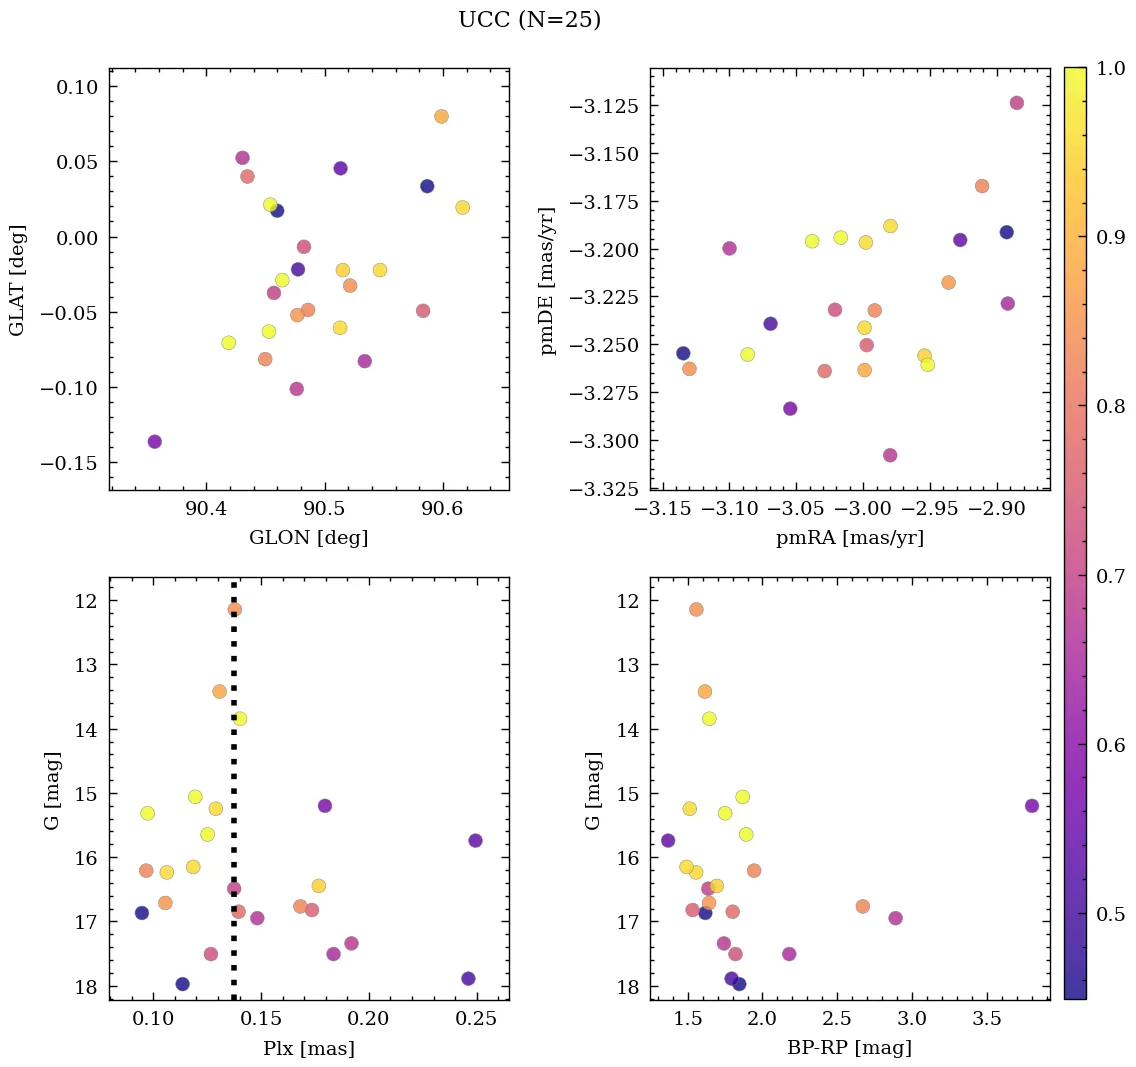 UCC (N=25)
0.10
0.05
0.00
−0.05
−0.10
−0.15
GLAT [deg]
90.4 90.5 90.6
GLON [deg]
−3.125
−3.150
−3.175
−3.200
−3.225
−3.250
−3.275
−3.300
−3.325
pmDE [mas/yr]
−3.15 −3.10 −3.05 −3.00 −2.95 −2.90
pmRA [mas/yr]
1.0
0.9
0.8
0.7
0.6
0.5
12
13
14
15
16
17
18
G [mag]
0.10 0.15 0.20 0.25
Plx [mas]
12
13
14
15
16
17
18
G [mag]
1.5 2.0 2.5 3.0 3.5
BP-RP [mag]